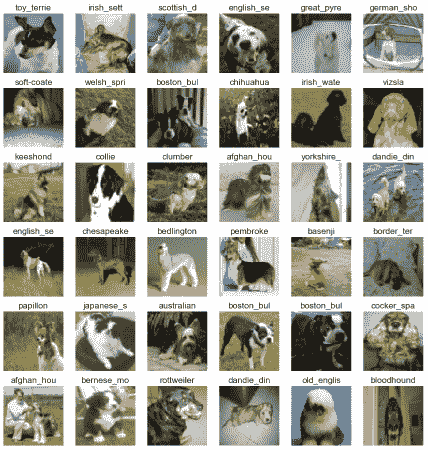 toy_terrie irish_sett scottish_d english_se great_pyre german_sho
soft-coate welsh_spri boston_bul chihuahua irish_wate vizsla
keeshond collie clumber afghan_hou yorkshire_ dandie_din
english_se chesapeake bedlington pembroke basenji border_ter
papillon japanese_s australian boston_bul boston_bul cocker_spa
afghan_hou bernese_mo rottweiler dandie_din old_englis bloodhound